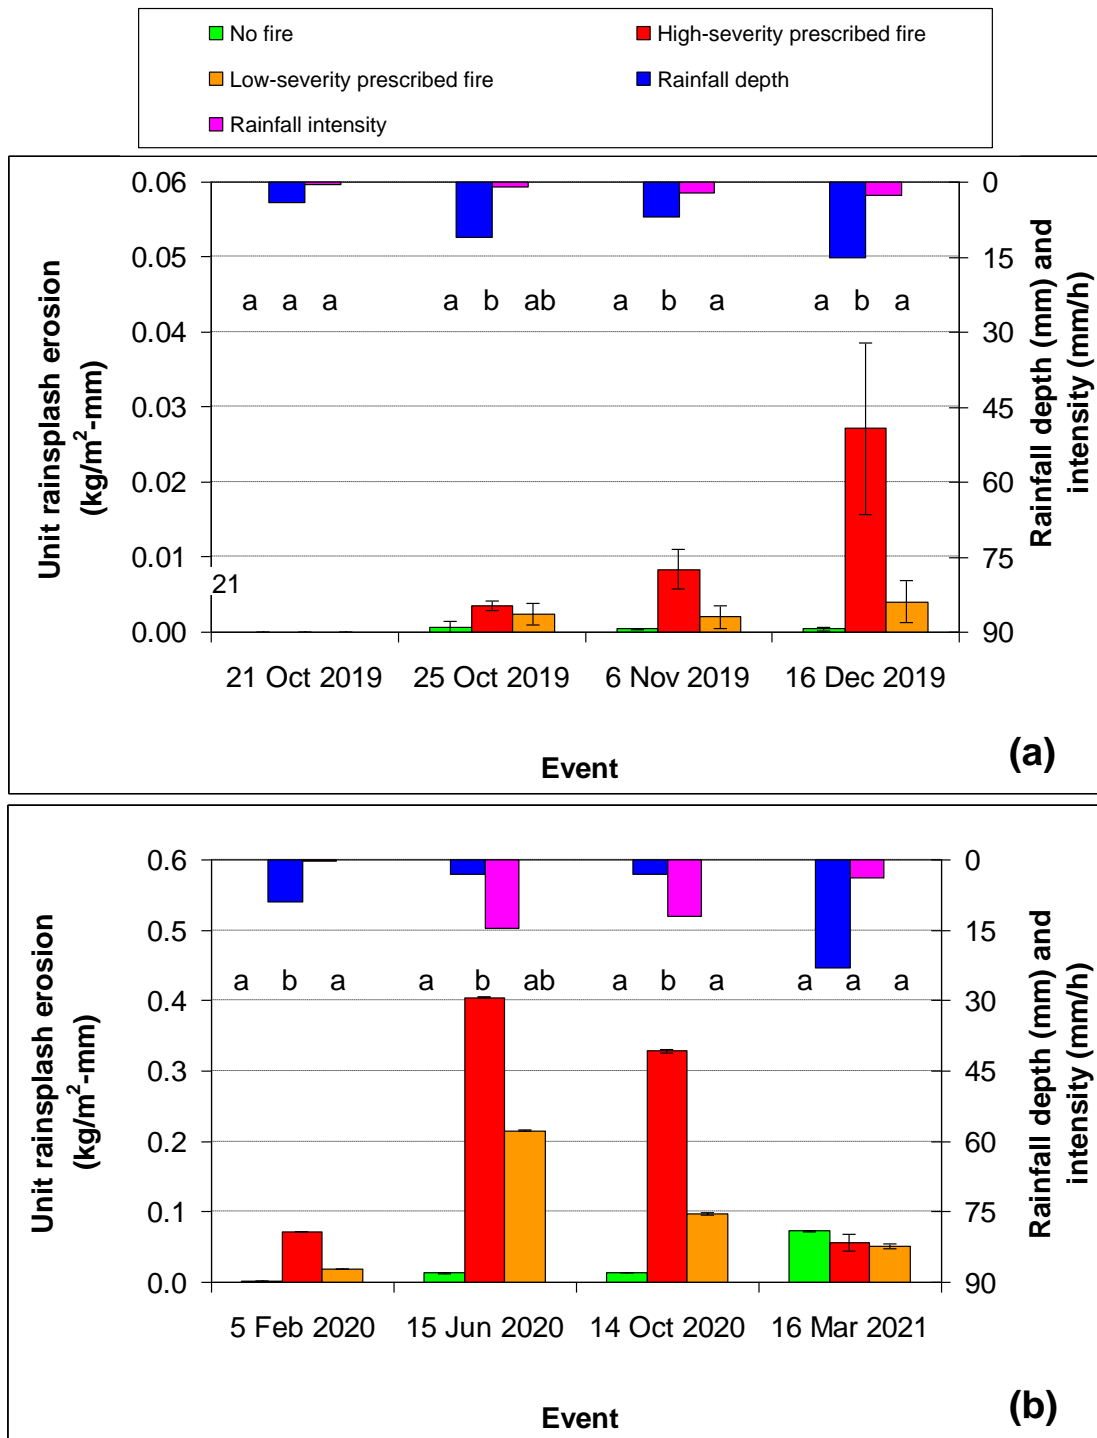 No fire
High-severity prescribed fire
Low-severity prescribed fire
Rainfall depth
Rainfall intensity
0.06
0.05
0.04
0.03
0.02
0.01
0.00
Unit rainsplash erosion
(kg/m²-mm)
0
15
30
45
60
75
90
Rainfall depth (mm) and
intensity (mm/h)
a a a
a b ab
a b a
a b a
21
21 Oct 2019
25 Oct 2019
6 Nov 2019
16 Dec 2019
Event
(a)
0.6
0.5
0.4
0.3
0.2
0.1
0.0
Unit rainsplash erosion
(kg/m²-mm)
0
15
30
45
60
75
90
Rainfall depth (mm) and
intensity (mm/h)
a b a
a b ab
a b a
a a a
5 Feb 2020
15 Jun 2020
14 Oct 2020
16 Mar 2021
Event
(b)